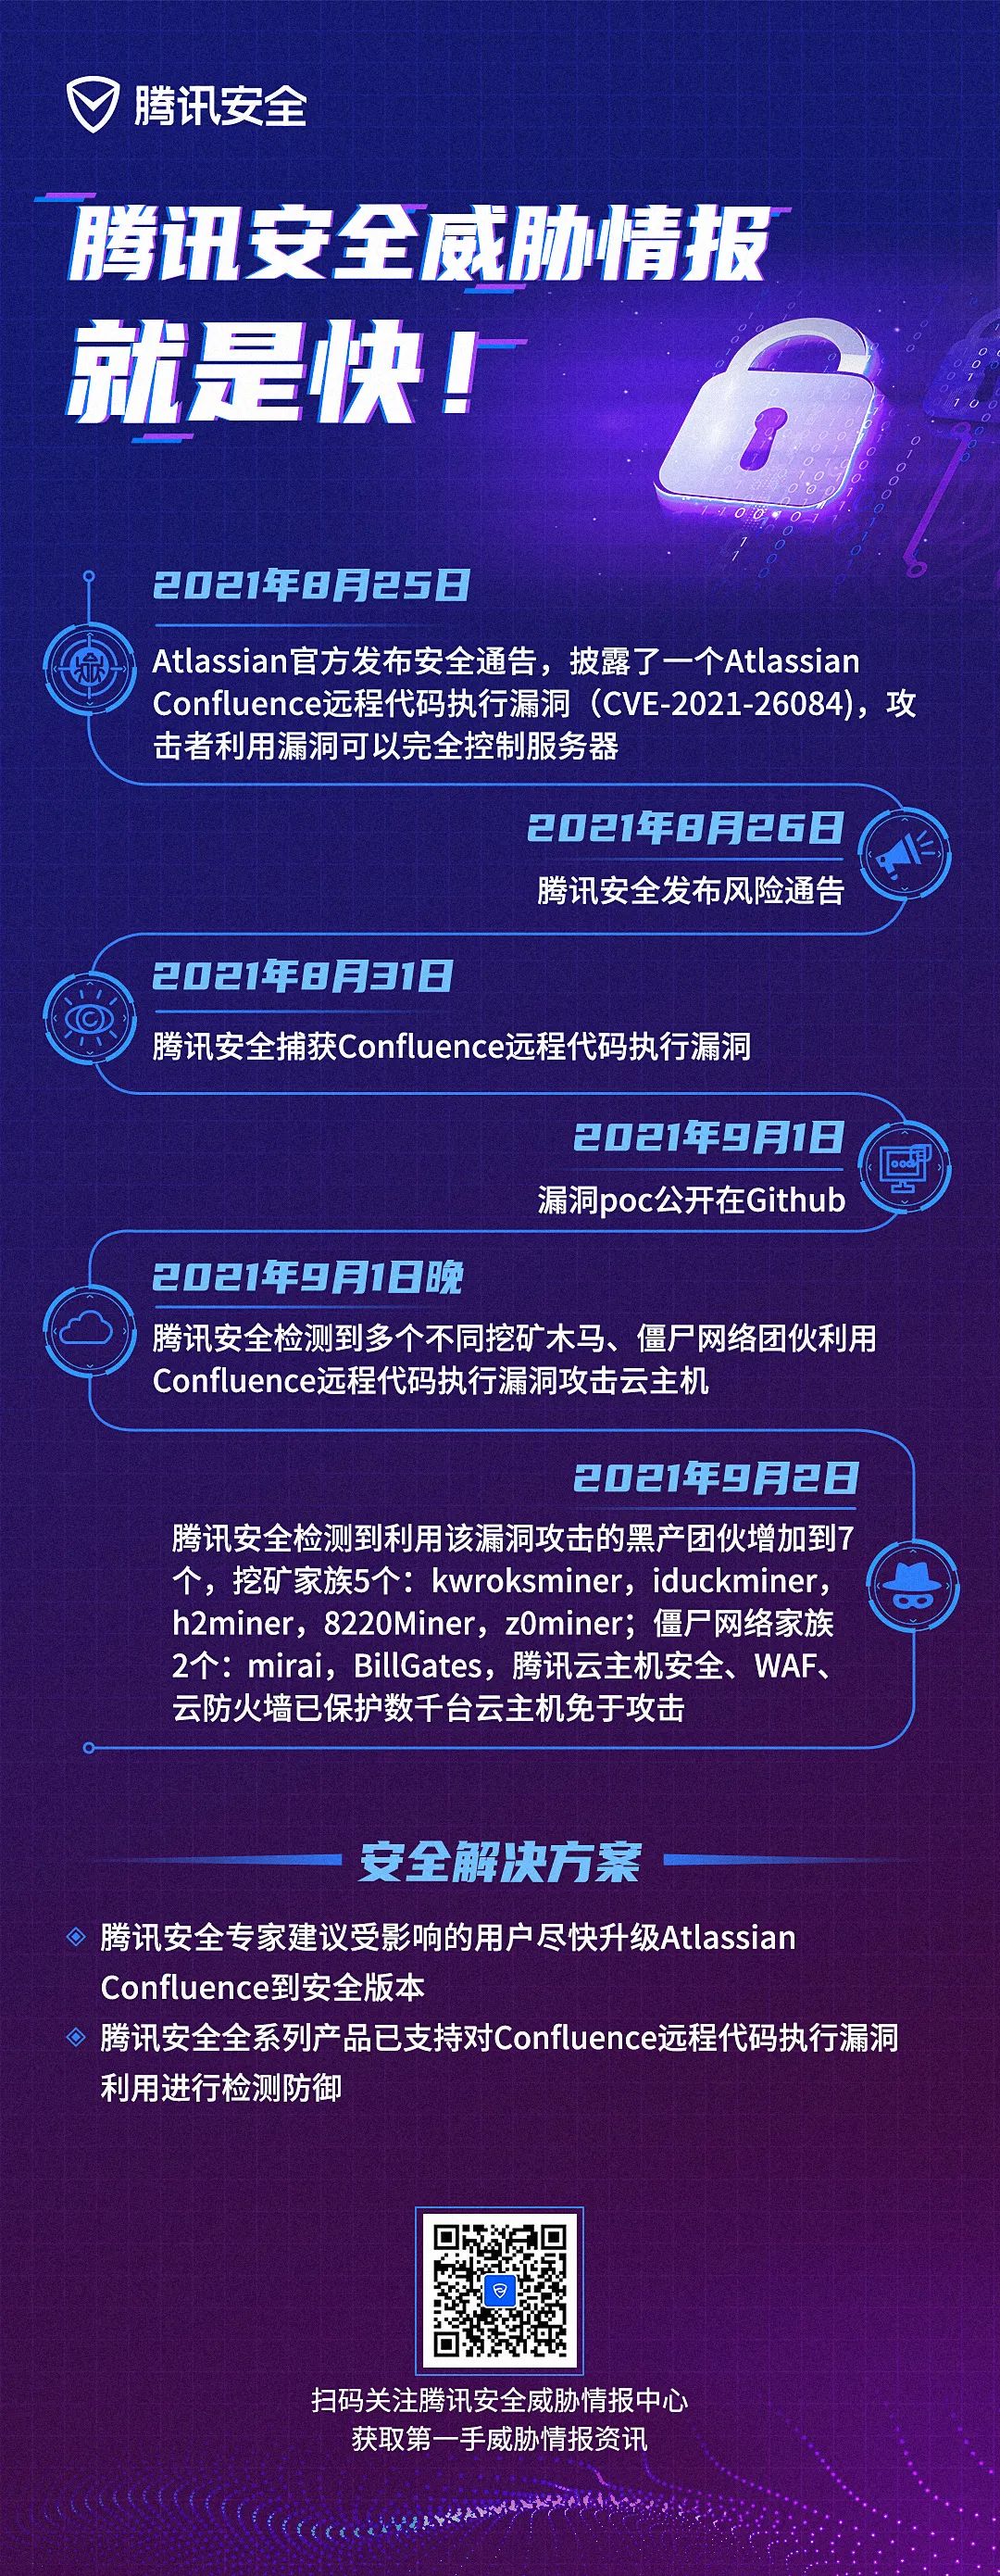 腾讯安全
腾讯安全威胁情报
就是快！
2021年8月25日
Atlassian官方发布安全通告，披露了一个Atlassian
Confluence远程代码执行漏洞（CVE-2021-26084)，攻
击者利用漏洞可以完全控制服务器
2021年8月26日
腾讯安全发布风险通告
2021年8月31日
腾讯安全捕获Confluence远程代码执行漏洞
2021年9月1日
漏洞poc公开在Github
2021年9月1日晚
腾讯安全检测到多个不同挖矿木马、僵尸网络团伙利用
Confluence远程代码执行漏洞攻击云主机
2021年9月2日
腾讯安全检测到利用该漏洞攻击的黑产团伙增加到7
个，挖矿家族5个：kwroksminer，iduckminer，
h2miner，8220Miner，z0miner；僵尸网络家族
2个：mirai，BillGates，腾讯云主机安全、WAF、
云防火墙已保护数千台云主机免于攻击
安全解决方案
腾讯安全专家建议受影响的用户尽快升级Atlassian
Confluence到安全版本
腾讯安全全系列产品已支持对Confluence远程代码执行漏洞
利用进行检测防御
扫码关注腾讯安全威胁情报中心
获取第一手威胁情报资讯